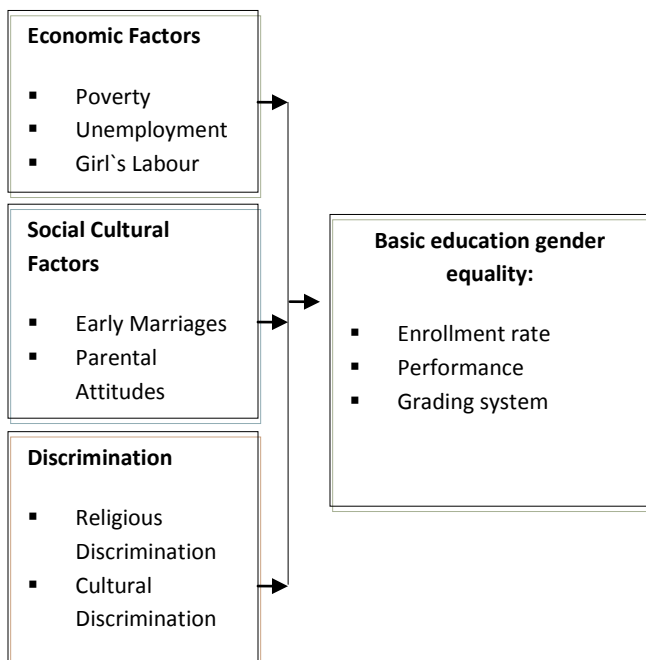 Economic Factors
▪ Poverty
▪ Unemployment
▪ Girl`s Labour
Social Cultural
Factors
▪ Early Marriages
▪ Parental
Attitudes
Discrimination
▪ Religious
Discrimination
▪ Cultural
Discrimination
Basic education gender
equality:
▪ Enrollment rate
▪ Performance
▪ Grading system